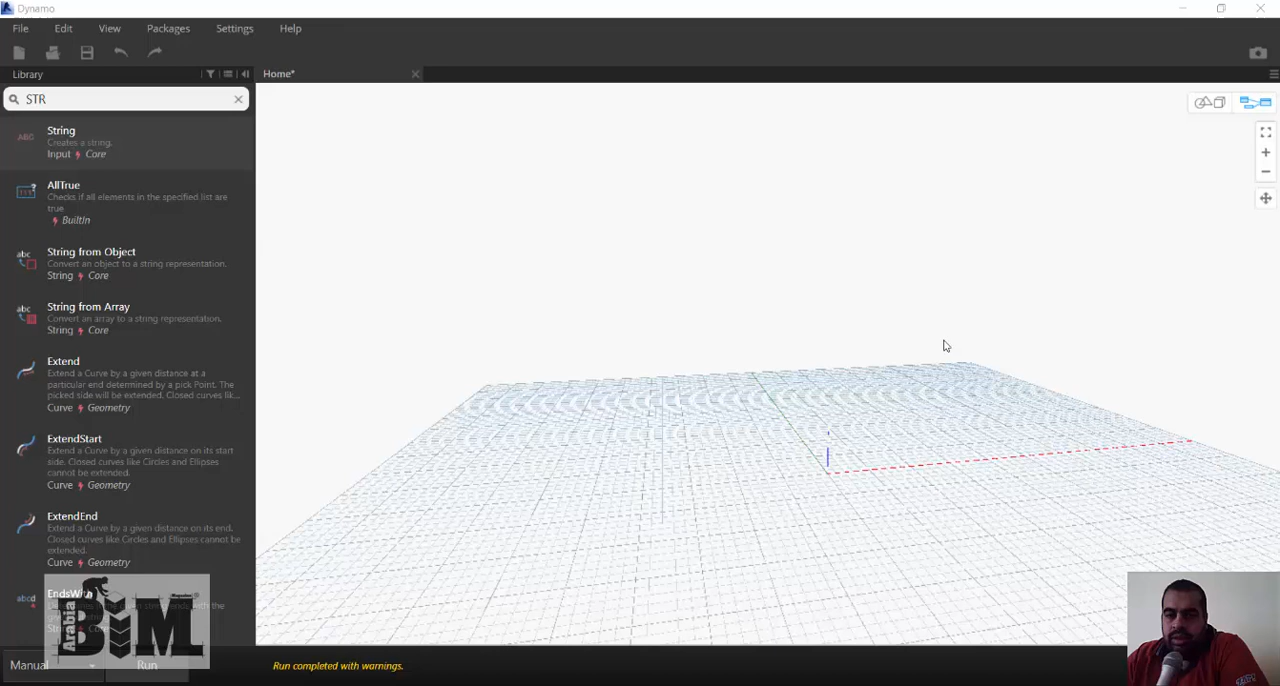 Dynamo
File Edit View Packages Settings Help
Library
Home*
STR
ABC
String
Creates a string.
Input Core
AllTrue
Checks if all elements in the specified list are
true.
BuiltIn
abc
String from Object
Convert an object to a string representation.
String Core
abc
String from Array
Convert an array to a string representation.
String Core
Extend
Extend a Curve by a given distance at a
particular end determined by a pick Point. The
picked side will be extended. Closed curves lik...
Curve Geometry
ExtendStart
Extend a Curve by a given distance on its start
side. Closed curves like Circles and Ellipses
cannot be extended.
Curve Geometry
ExtendEnd
Extend a Curve by a given distance on its end.
Closed curves like Circles and Ellipses cannot be
extended.
Curve Geometry
abcd
EndsWith
BIM
Arabia
Manual Run
Run completed with warnings.